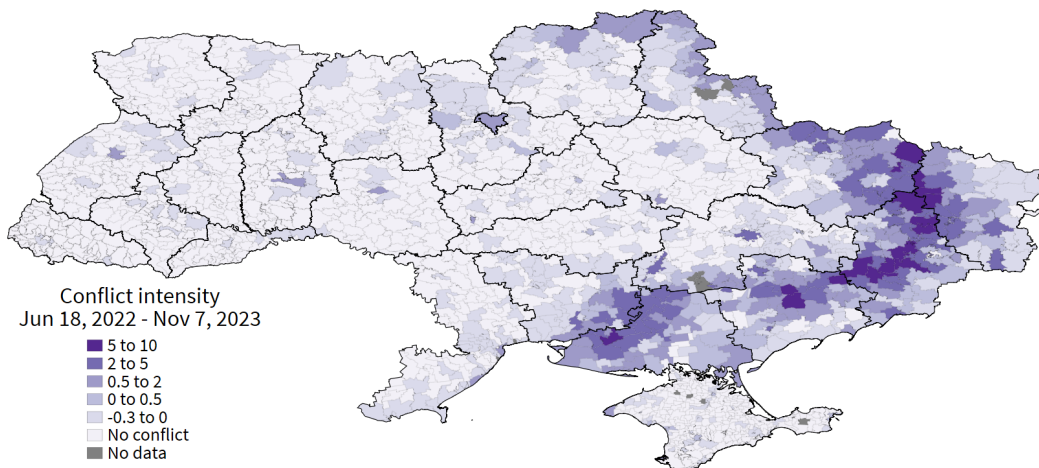 Conflict intensity
Jun 18, 2022 - Nov 7, 2023
5 to 10
2 to 5
0.5 to 2
0 to 0.5
-0.3 to 0
No conflict
No data